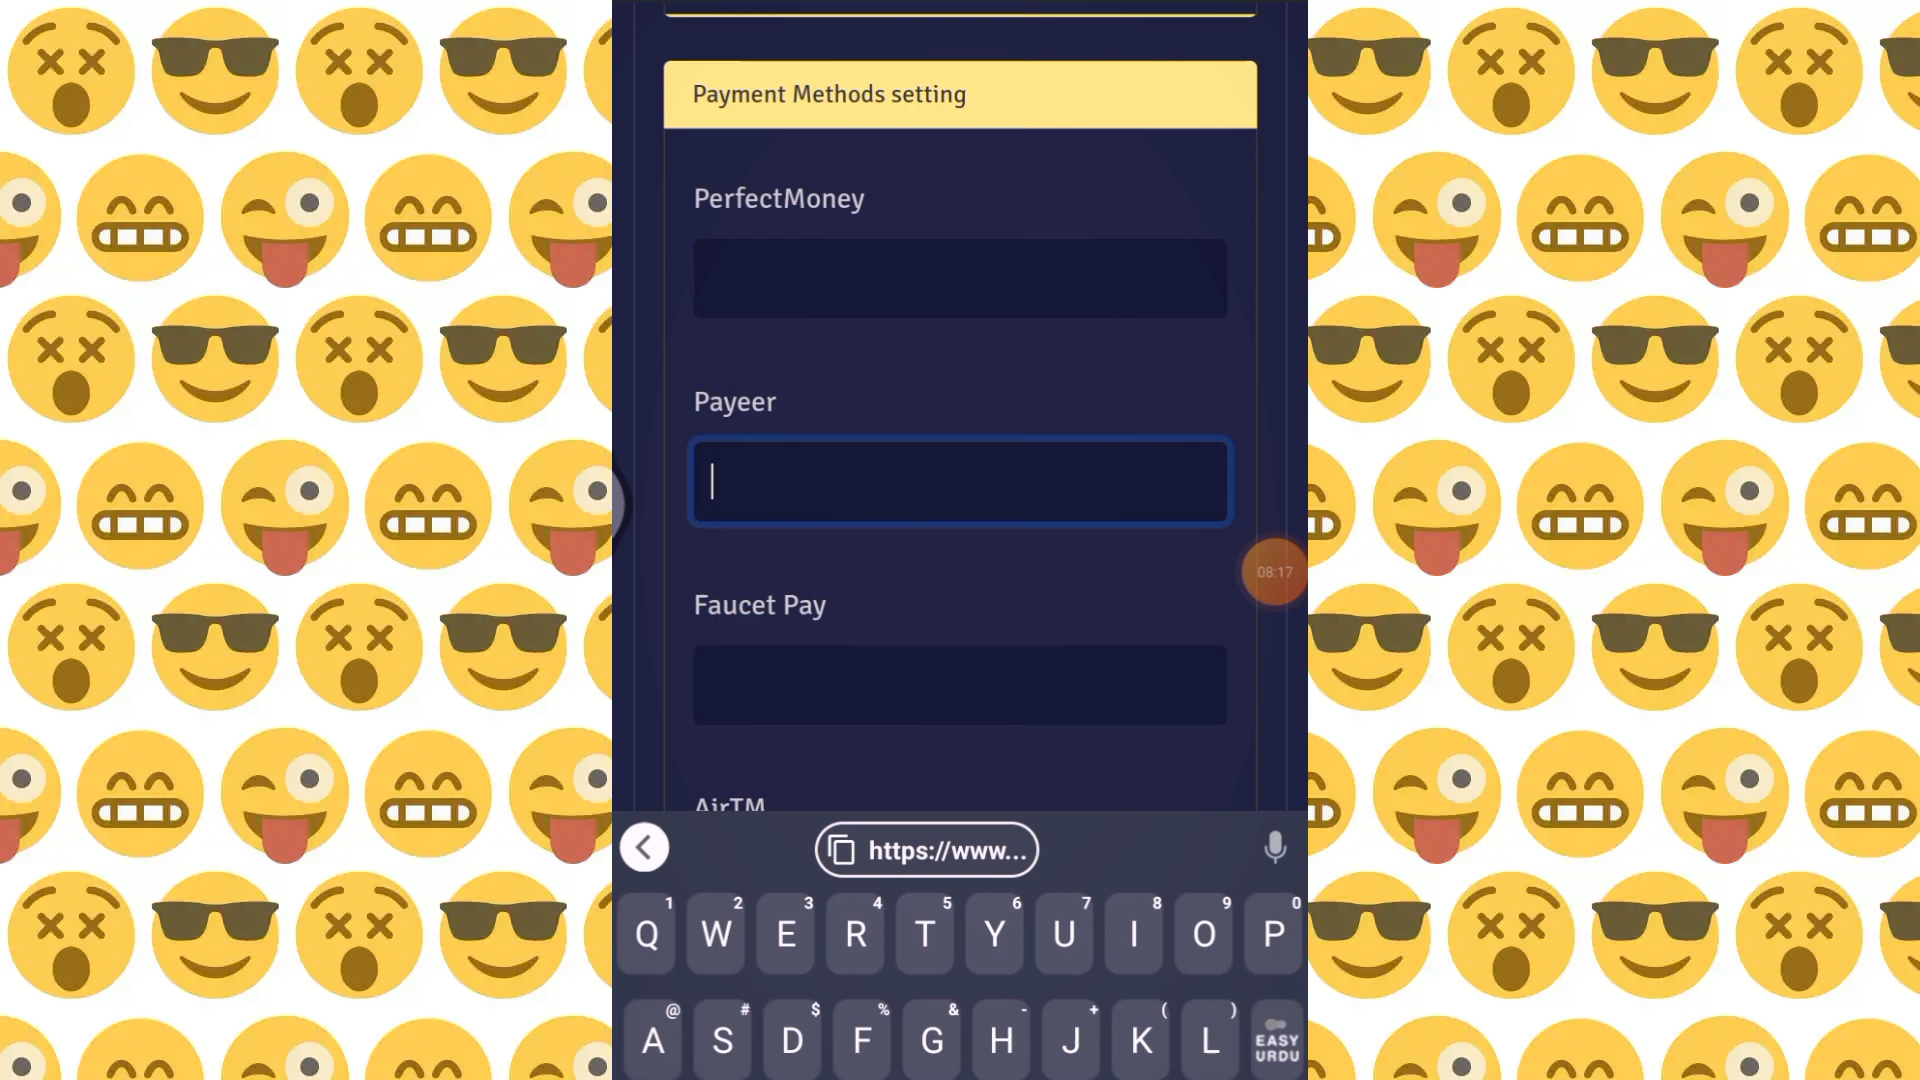 Payment Methods setting
PerfectMoney
Payeer
08:17
Faucet Pay
AirTM
https://www...
1 2 3 4 5 6 7 8 9 0
Q W E R T Y U I O P
@ # $ % & - + ( )
A S D F G H J K L
EASY
URDU